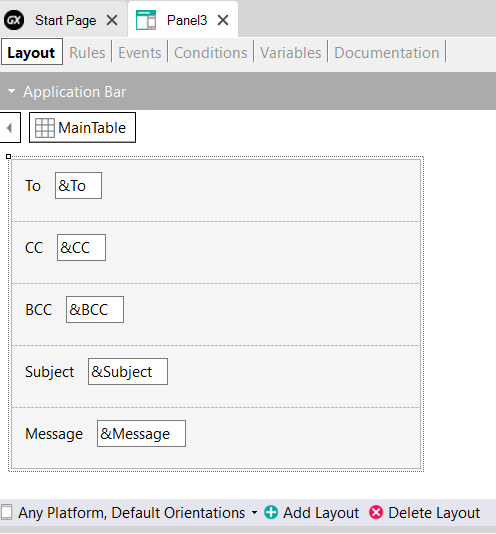 GX Start Page Panel3
Layout Rules Events Conditions Variables Documentation
Application Bar
MainTable
To &To
CC &CC
BCC &BCC
Subject &Subject
Message &Message
Any Platform, Default Orientations Add Layout Delete Layout